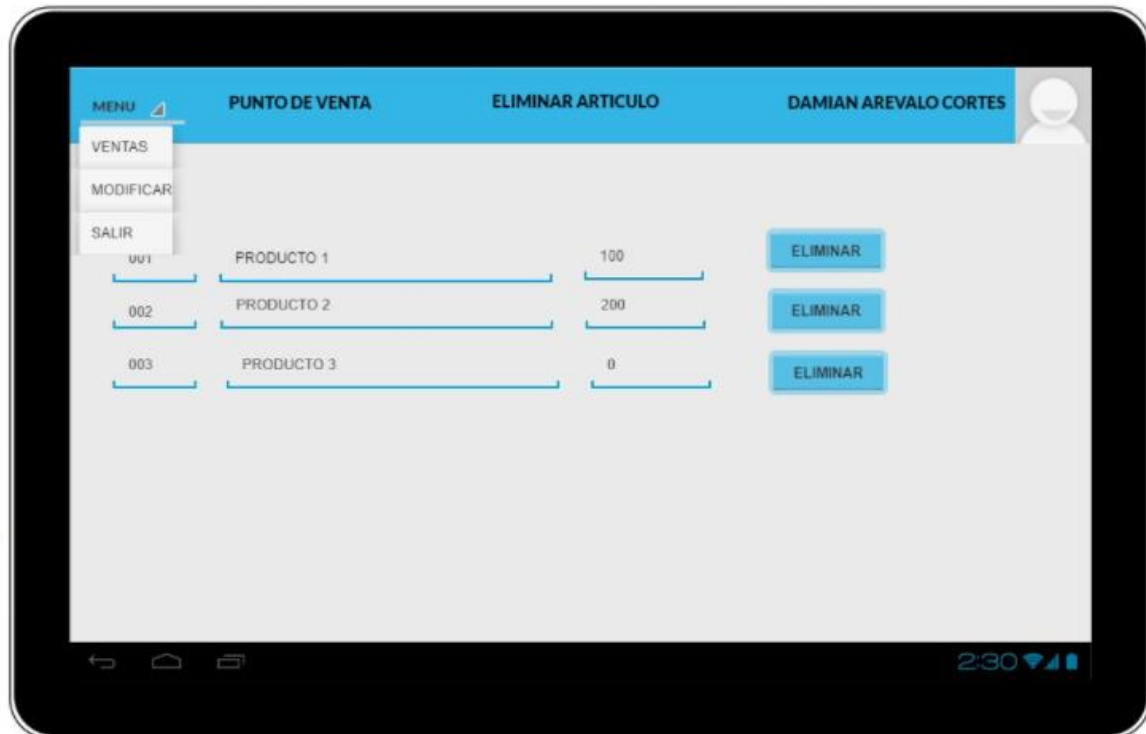 MENU PUNTO DE VENTA ELIMINAR ARTICULO DAMIAN AREVALO CORTES
VENTAS
MODIFICAR
SALIR
001 PRODUCTO 1 100 ELIMINAR
002 PRODUCTO 2 200 ELIMINAR
003 PRODUCTO 3 0 ELIMINAR
2:30